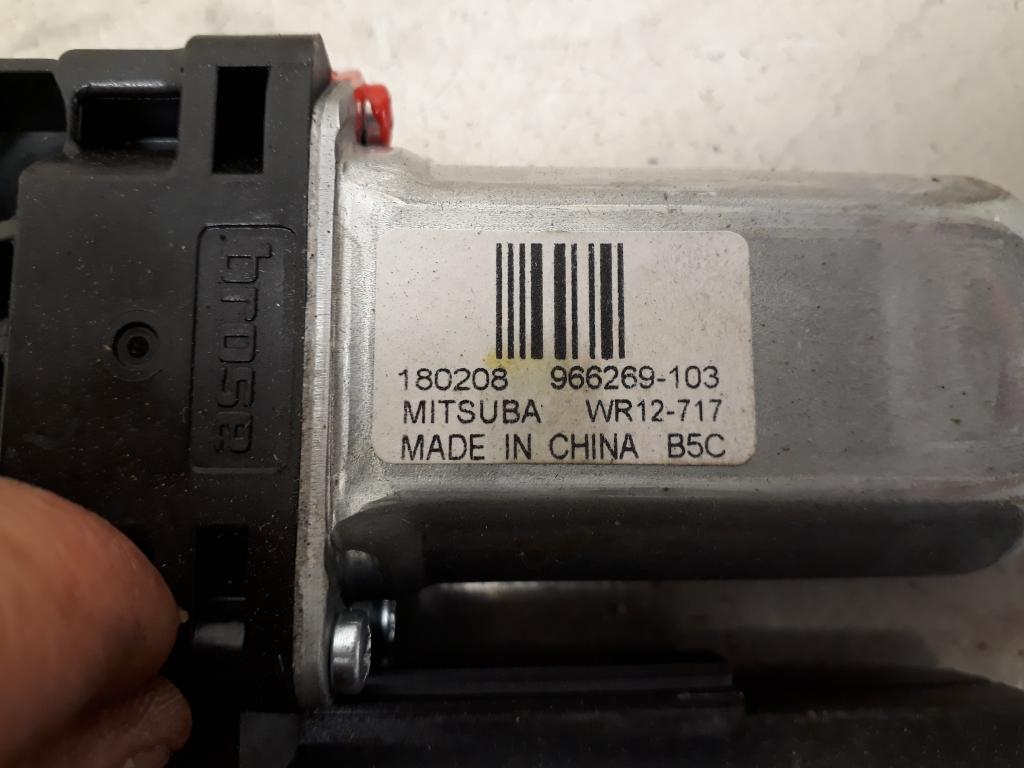 brose
180208 966269-103
MITSUBA WR12-717
MADE IN CHINA B5C